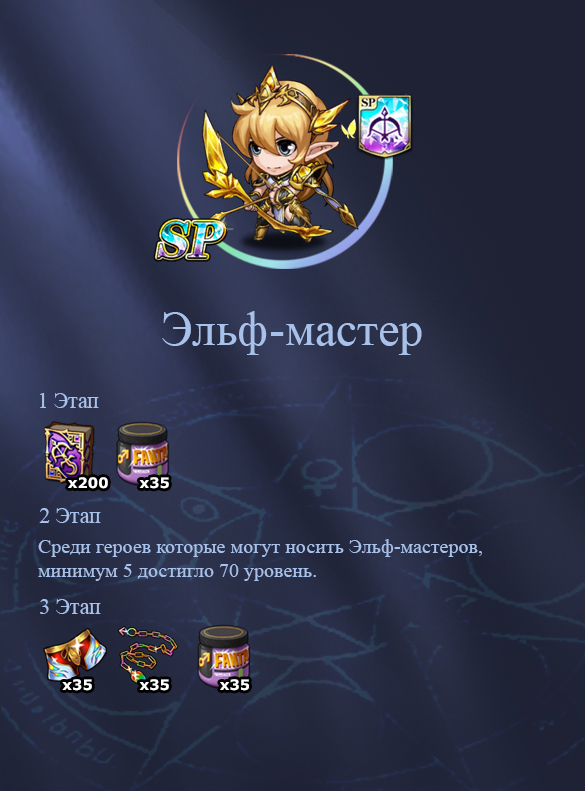 SP
SP
Эльф-мастер
1 Этап
x200
x35
2 Этап
Среди героев которые могут носить Эльф-мастеров,
минимум 5 достигло 70 уровень.
3 Этап
x35
x35
x35